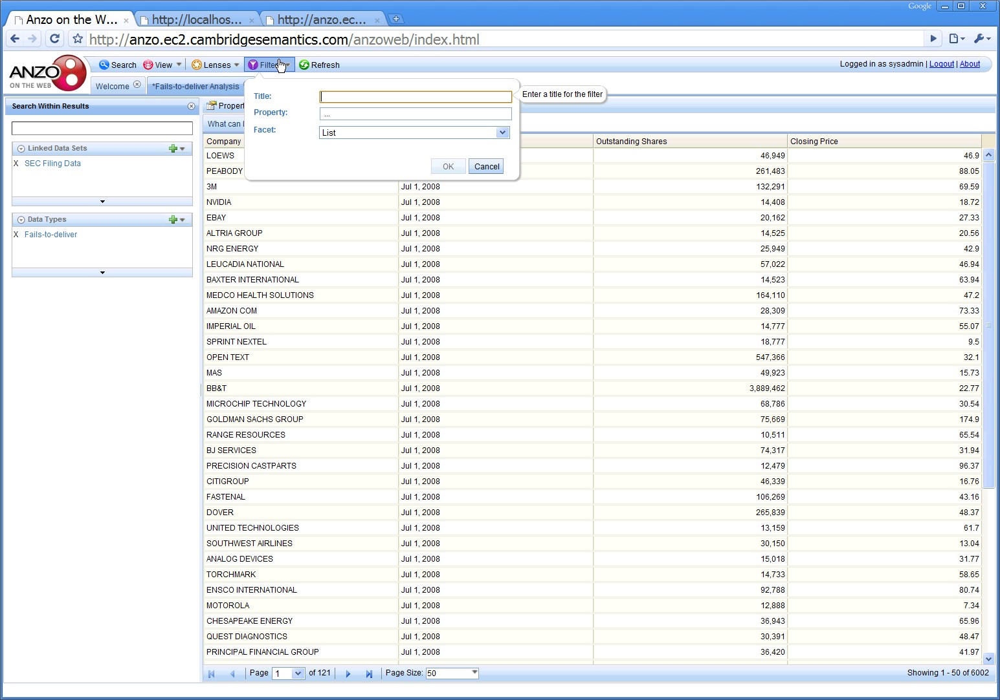 Google
Anzo on the W...
http://localhos...
http://anzo.ec...
http://anzo.ec2.cambridgesemantics.com/anzoweb/index.html
ANZO
ON THE WEB
Search View Lenses Filter Refresh
Logged in as sysadmin | Logout | About
Welcome *Fails-to-deliver Analysis
Search Within Results
Linked Data Sets
X SEC Filing Data
Data Types
X Fails-to-deliver
Propert
What can I
Title:
Enter a title for the filter
Property: ...
Facet: List
OK Cancel
Company Outstanding Shares Closing Price
LOEWS 46,949 46.9
PEABODY 261,483 88.05
3M Jul 1, 2008 132,291 69.59
NVIDIA Jul 1, 2008 14,408 18.72
EBAY Jul 1, 2008 20,162 27.33
ALTRIA GROUP Jul 1, 2008 14,525 20.56
NRG ENERGY Jul 1, 2008 25,949 42.9
LEUCADIA NATIONAL Jul 1, 2008 57,022 46.94
BAXTER INTERNATIONAL Jul 1, 2008 14,523 63.94
MEDCO HEALTH SOLUTIONS Jul 1, 2008 164,110 47.2
AMAZON COM Jul 1, 2008 28,309 73.33
IMPERIAL OIL Jul 1, 2008 14,777 55.07
SPRINT NEXTEL Jul 1, 2008 18,777 9.5
OPEN TEXT Jul 1, 2008 547,366 32.1
MAS Jul 1, 2008 49,923 15.73
BB&T Jul 1, 2008 3,889,462 22.77
MICROCHIP TECHNOLOGY Jul 1, 2008 68,786 30.54
GOLDMAN SACHS GROUP Jul 1, 2008 75,669 174.9
RANGE RESOURCES Jul 1, 2008 10,511 65.54
BJ SERVICES Jul 1, 2008 74,317 31.94
PRECISION CASTPARTS Jul 1, 2008 12,479 96.37
CITIGROUP Jul 1, 2008 46,339 16.76
FASTENAL Jul 1, 2008 106,269 43.16
DOVER Jul 1, 2008 265,839 48.37
UNITED TECHNOLOGIES Jul 1, 2008 13,159 61.7
SOUTHWEST AIRLINES Jul 1, 2008 30,150 13.04
ANALOG DEVICES Jul 1, 2008 15,018 31.77
TORCHMARK Jul 1, 2008 14,733 58.65
ENSCO INTERNATIONAL Jul 1, 2008 92,788 80.74
MOTOROLA Jul 1, 2008 12,888 7.34
CHESAPEAKE ENERGY Jul 1, 2008 36,943 65.96
QUEST DIAGNOSTICS Jul 1, 2008 30,391 48.47
PRINCIPAL FINANCIAL GROUP Jul 1, 2008 36,420 41.97
Page 1 of 121 Page Size: 50 Showing 1 - 50 of 6002